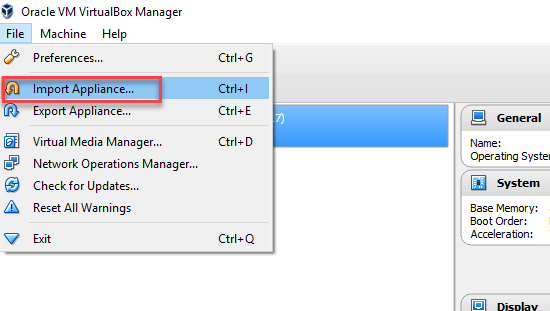 Oracle VM VirtualBox Manager
File Machine Help
Preferences... Ctrl+G
Import Appliance... Ctrl+I
Export Appliance... Ctrl+E
Virtual Media Manager... Ctrl+D
Network Operations Manager...
Check for Updates...
Reset All Warnings
Exit Ctrl+Q
7)
General
Name:
Operating System
System
Base Memory:
Boot Order:
Acceleration:
Display